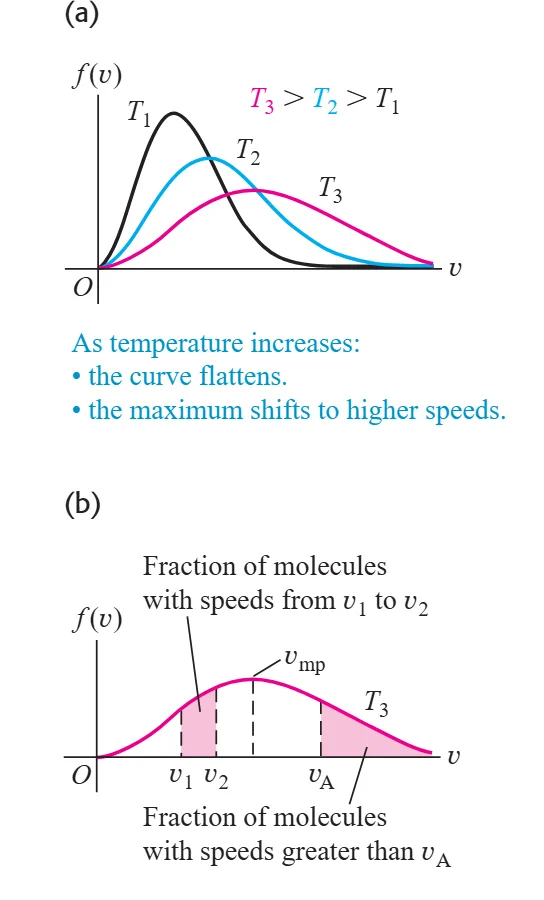 (a)
f(v)
T₃ > T₂ > T₁
T₁
T₂
T₃
v
O
As temperature increases:
• the curve flattens.
• the maximum shifts to higher speeds.
(b)
Fraction of molecules
with speeds from v₁ to v₂
f(v)
vmp
T₃
v
O
v₁ v₂
vA
Fraction of molecules
with speeds greater than vA